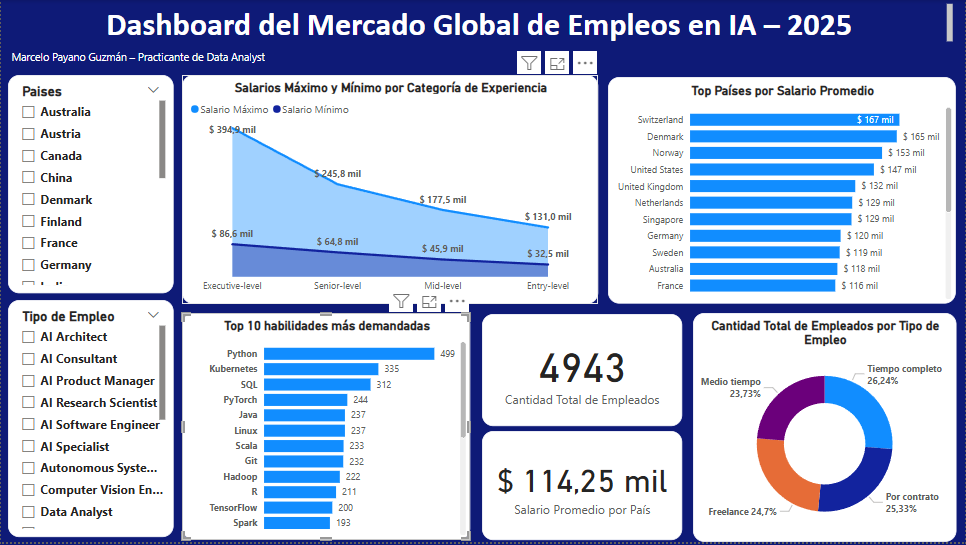 Dashboard del Mercado Global de Empleos en IA – 2025
Marcelo Payano Guzmán – Practicante de Data Analyst
Paises
Australia
Austria
Canada
China
Denmark
Finland
France
Germany
Tipo de Empleo
AI Architect
AI Consultant
AI Product Manager
AI Research Scientist
AI Software Engineer
AI Specialist
Autonomous Syste...
Computer Vision En...
Data Analyst
Salarios Máximo y Mínimo por Categoría de Experiencia
Salario Máximo
Salario Mínimo
$ 394,9 mil
$ 245,8 mil
$ 177,5 mil
$ 131,0 mil
$ 86,6 mil
$ 64,8 mil
$ 45,9 mil
$ 32,5 mil
Executive-level
Senior-level
Mid-level
Entry-level
Top Países por Salario Promedio
Switzerland $ 167 mil
Denmark $ 165 mil
Norway $ 153 mil
United States $ 147 mil
United Kingdom $ 132 mil
Netherlands $ 129 mil
Singapore $ 129 mil
Germany $ 120 mil
Sweden $ 119 mil
Australia $ 118 mil
France $ 116 mil
Top 10 habilidades más demandadas
Python 499
Kubernetes 335
SQL 312
PyTorch 244
Java 237
Linux 237
Scala 233
Git 232
Hadoop 222
R 211
TensorFlow 200
Spark 193
4943
Cantidad Total de Empleados
$ 114,25 mil
Salario Promedio por País
Cantidad Total de Empleados por Tipo de
Empleo
Tiempo completo
26,24%
Medio tiempo
23,73%
Por contrato
25,33%
Freelance 24,7%